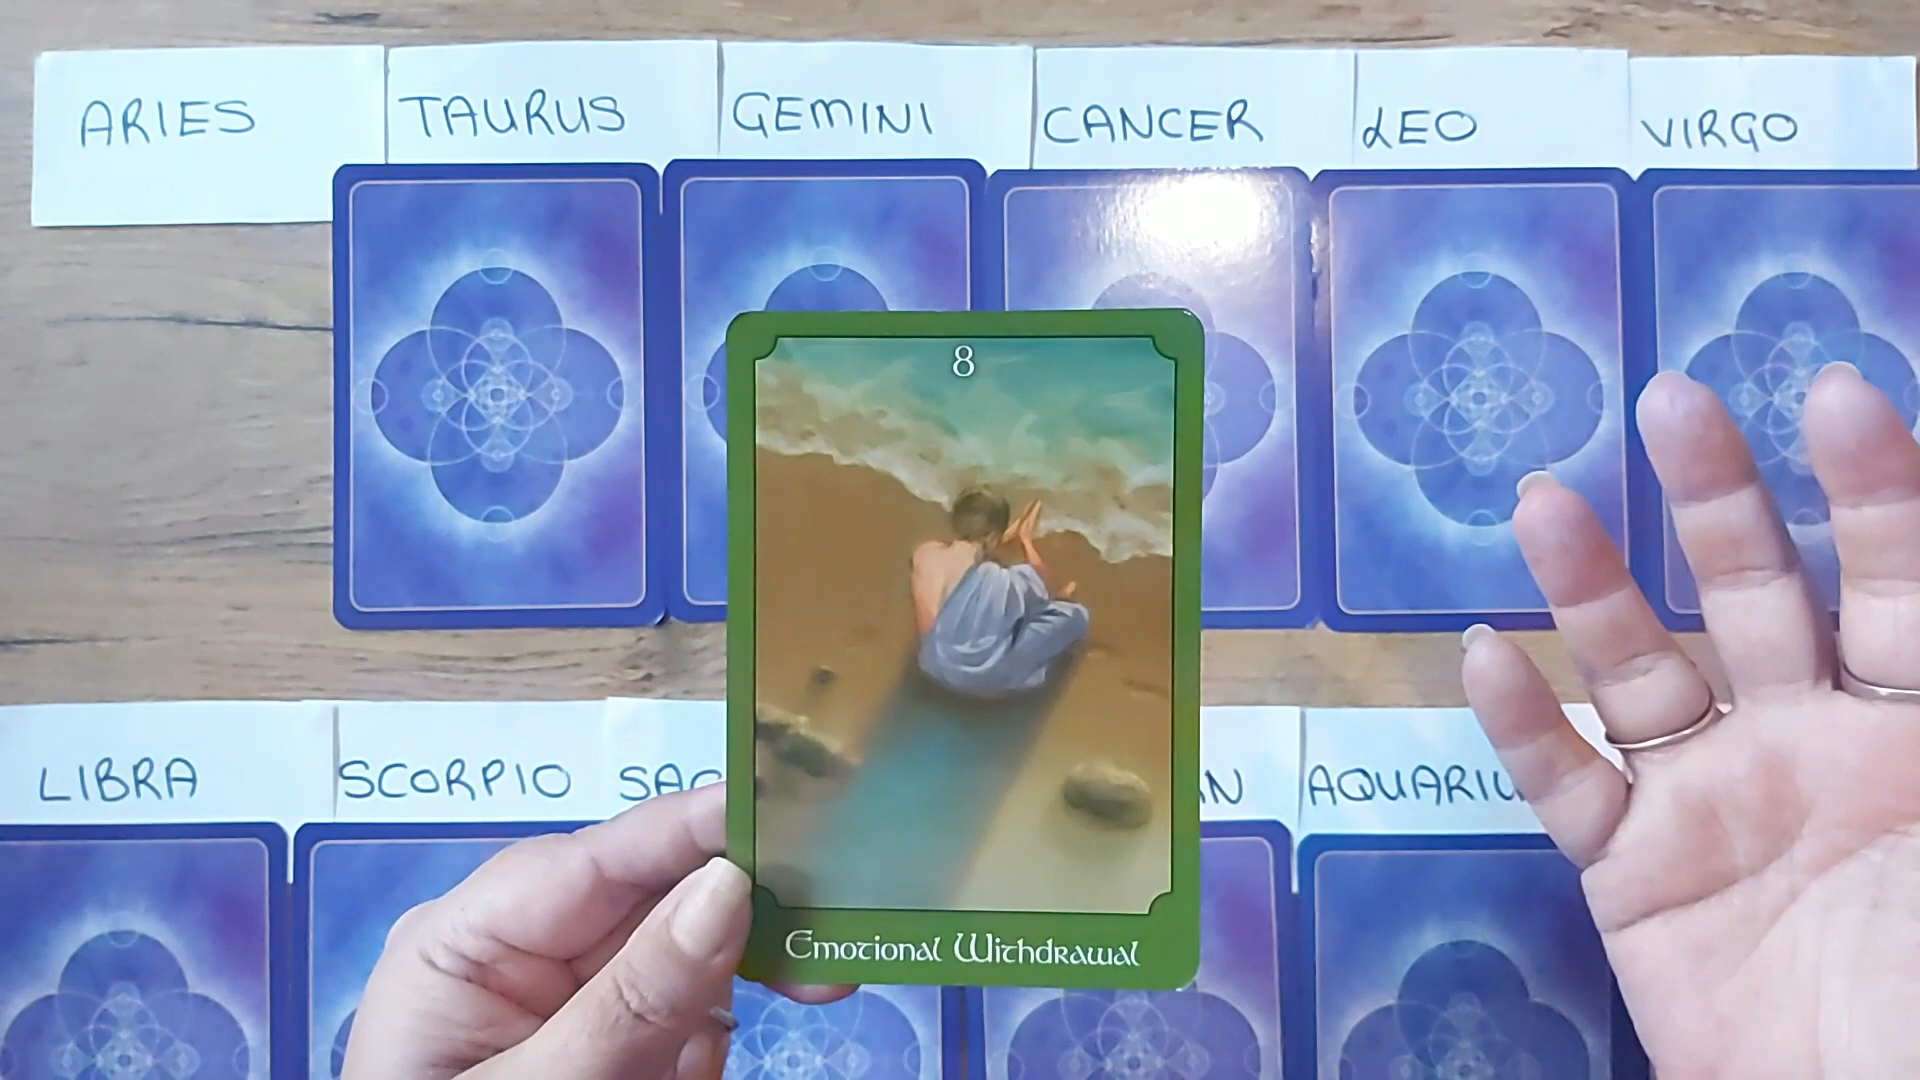 ARIES TAURUS GEMINI CANCER LEO VIRGO
8
LIBRA SCORPIO
Emotional Withdrawal